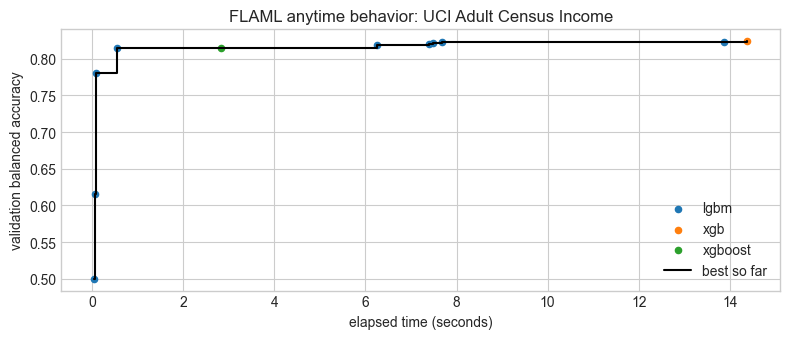 FLAML anytime behavior: UCI Adult Census Income
validation balanced accuracy
0.80
0.75
0.70
0.65
0.60
0.55
0.50
lgbm
xgb
xgboost
best so far
0 2 4 6 8 10 12 14
elapsed time (seconds)